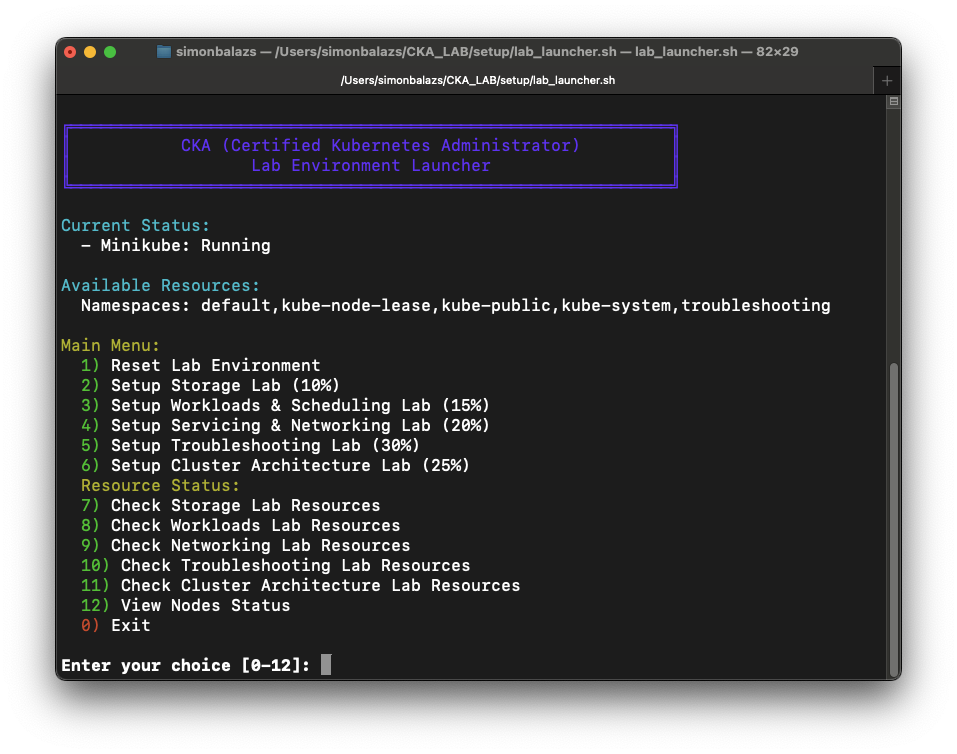 simonbalazs — /Users/simonbalazs/CKA_LAB/setup/lab_launcher.sh — lab_launcher.sh — 82×29
/Users/simonbalazs/CKA_LAB/setup/lab_launcher.sh
CKA (Certified Kubernetes Administrator)
Lab Environment Launcher
Current Status:
- Minikube: Running
Available Resources:
Namespaces: default,kube-node-lease,kube-public,kube-system,troubleshooting
Main Menu:
1) Reset Lab Environment
2) Setup Storage Lab (10%)
3) Setup Workloads & Scheduling Lab (15%)
4) Setup Servicing & Networking Lab (20%)
5) Setup Troubleshooting Lab (30%)
6) Setup Cluster Architecture Lab (25%)
Resource Status:
7) Check Storage Lab Resources
8) Check Workloads Lab Resources
9) Check Networking Lab Resources
10) Check Troubleshooting Lab Resources
11) Check Cluster Architecture Lab Resources
12) View Nodes Status
0) Exit
Enter your choice [0-12]: